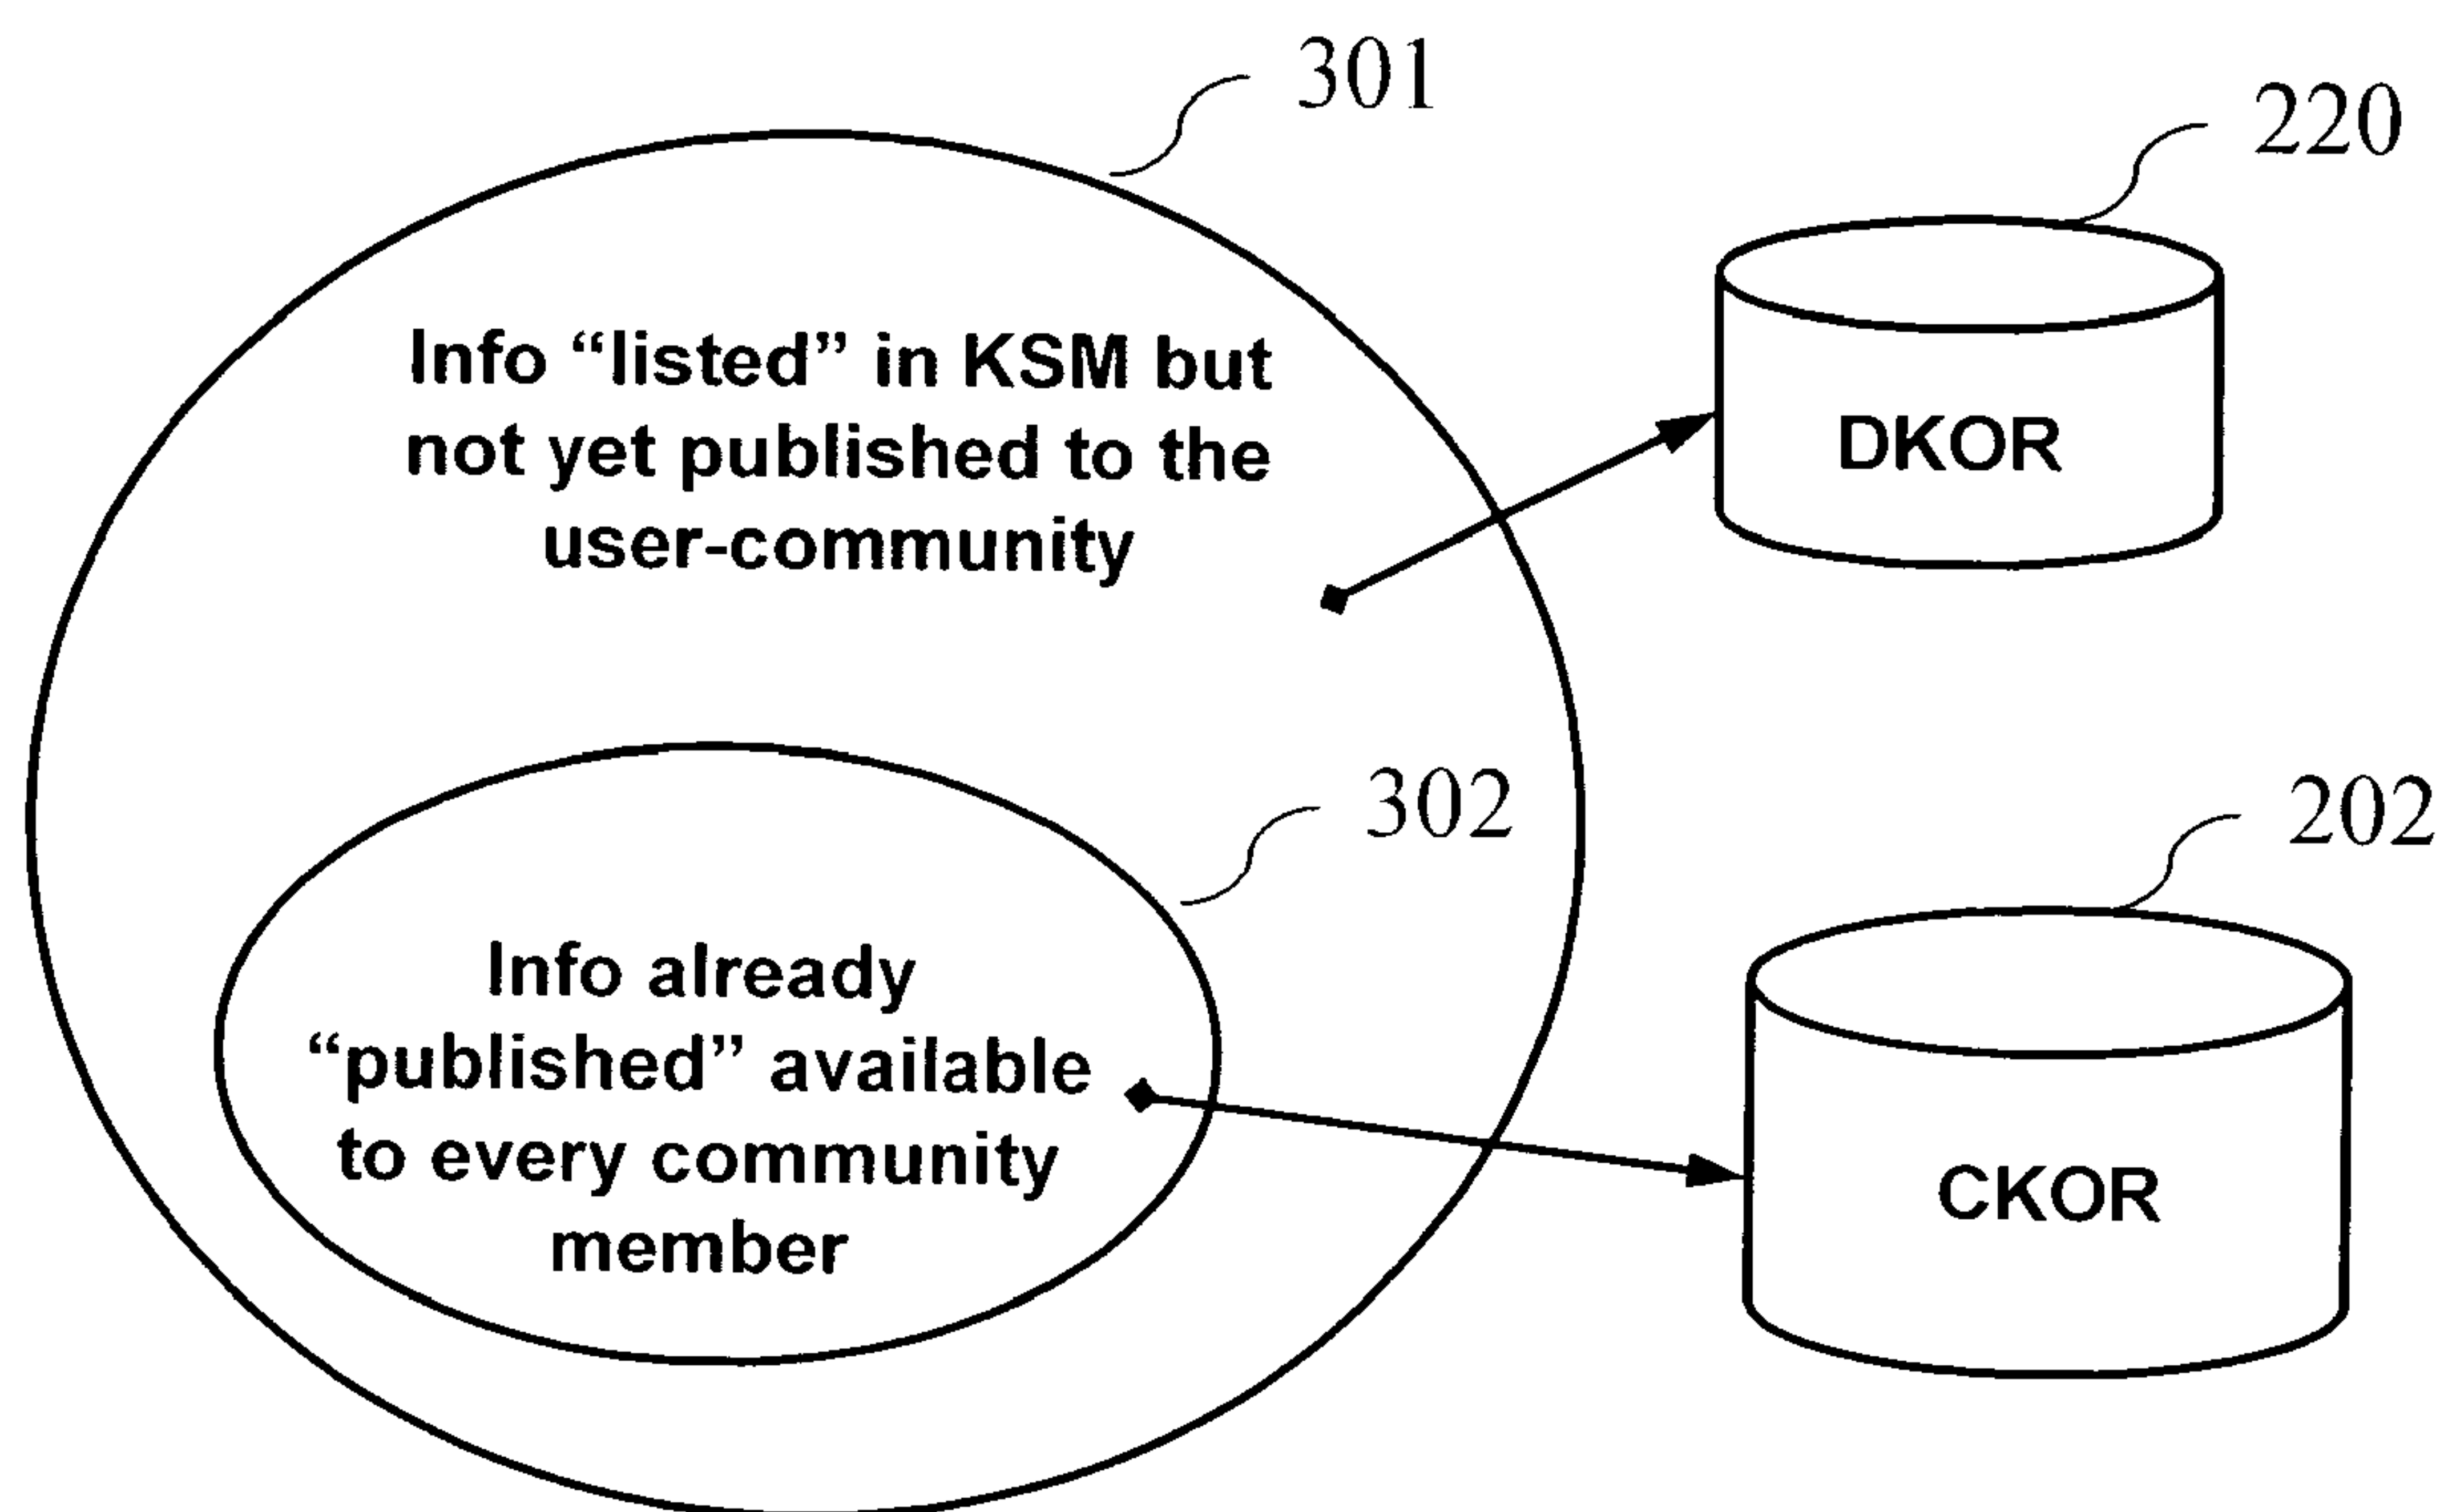 301
220
Info “listed” in KSM but
not yet published to the
user-community
DKOR
302
202
Info already
“published” available
to every community
member
CKOR